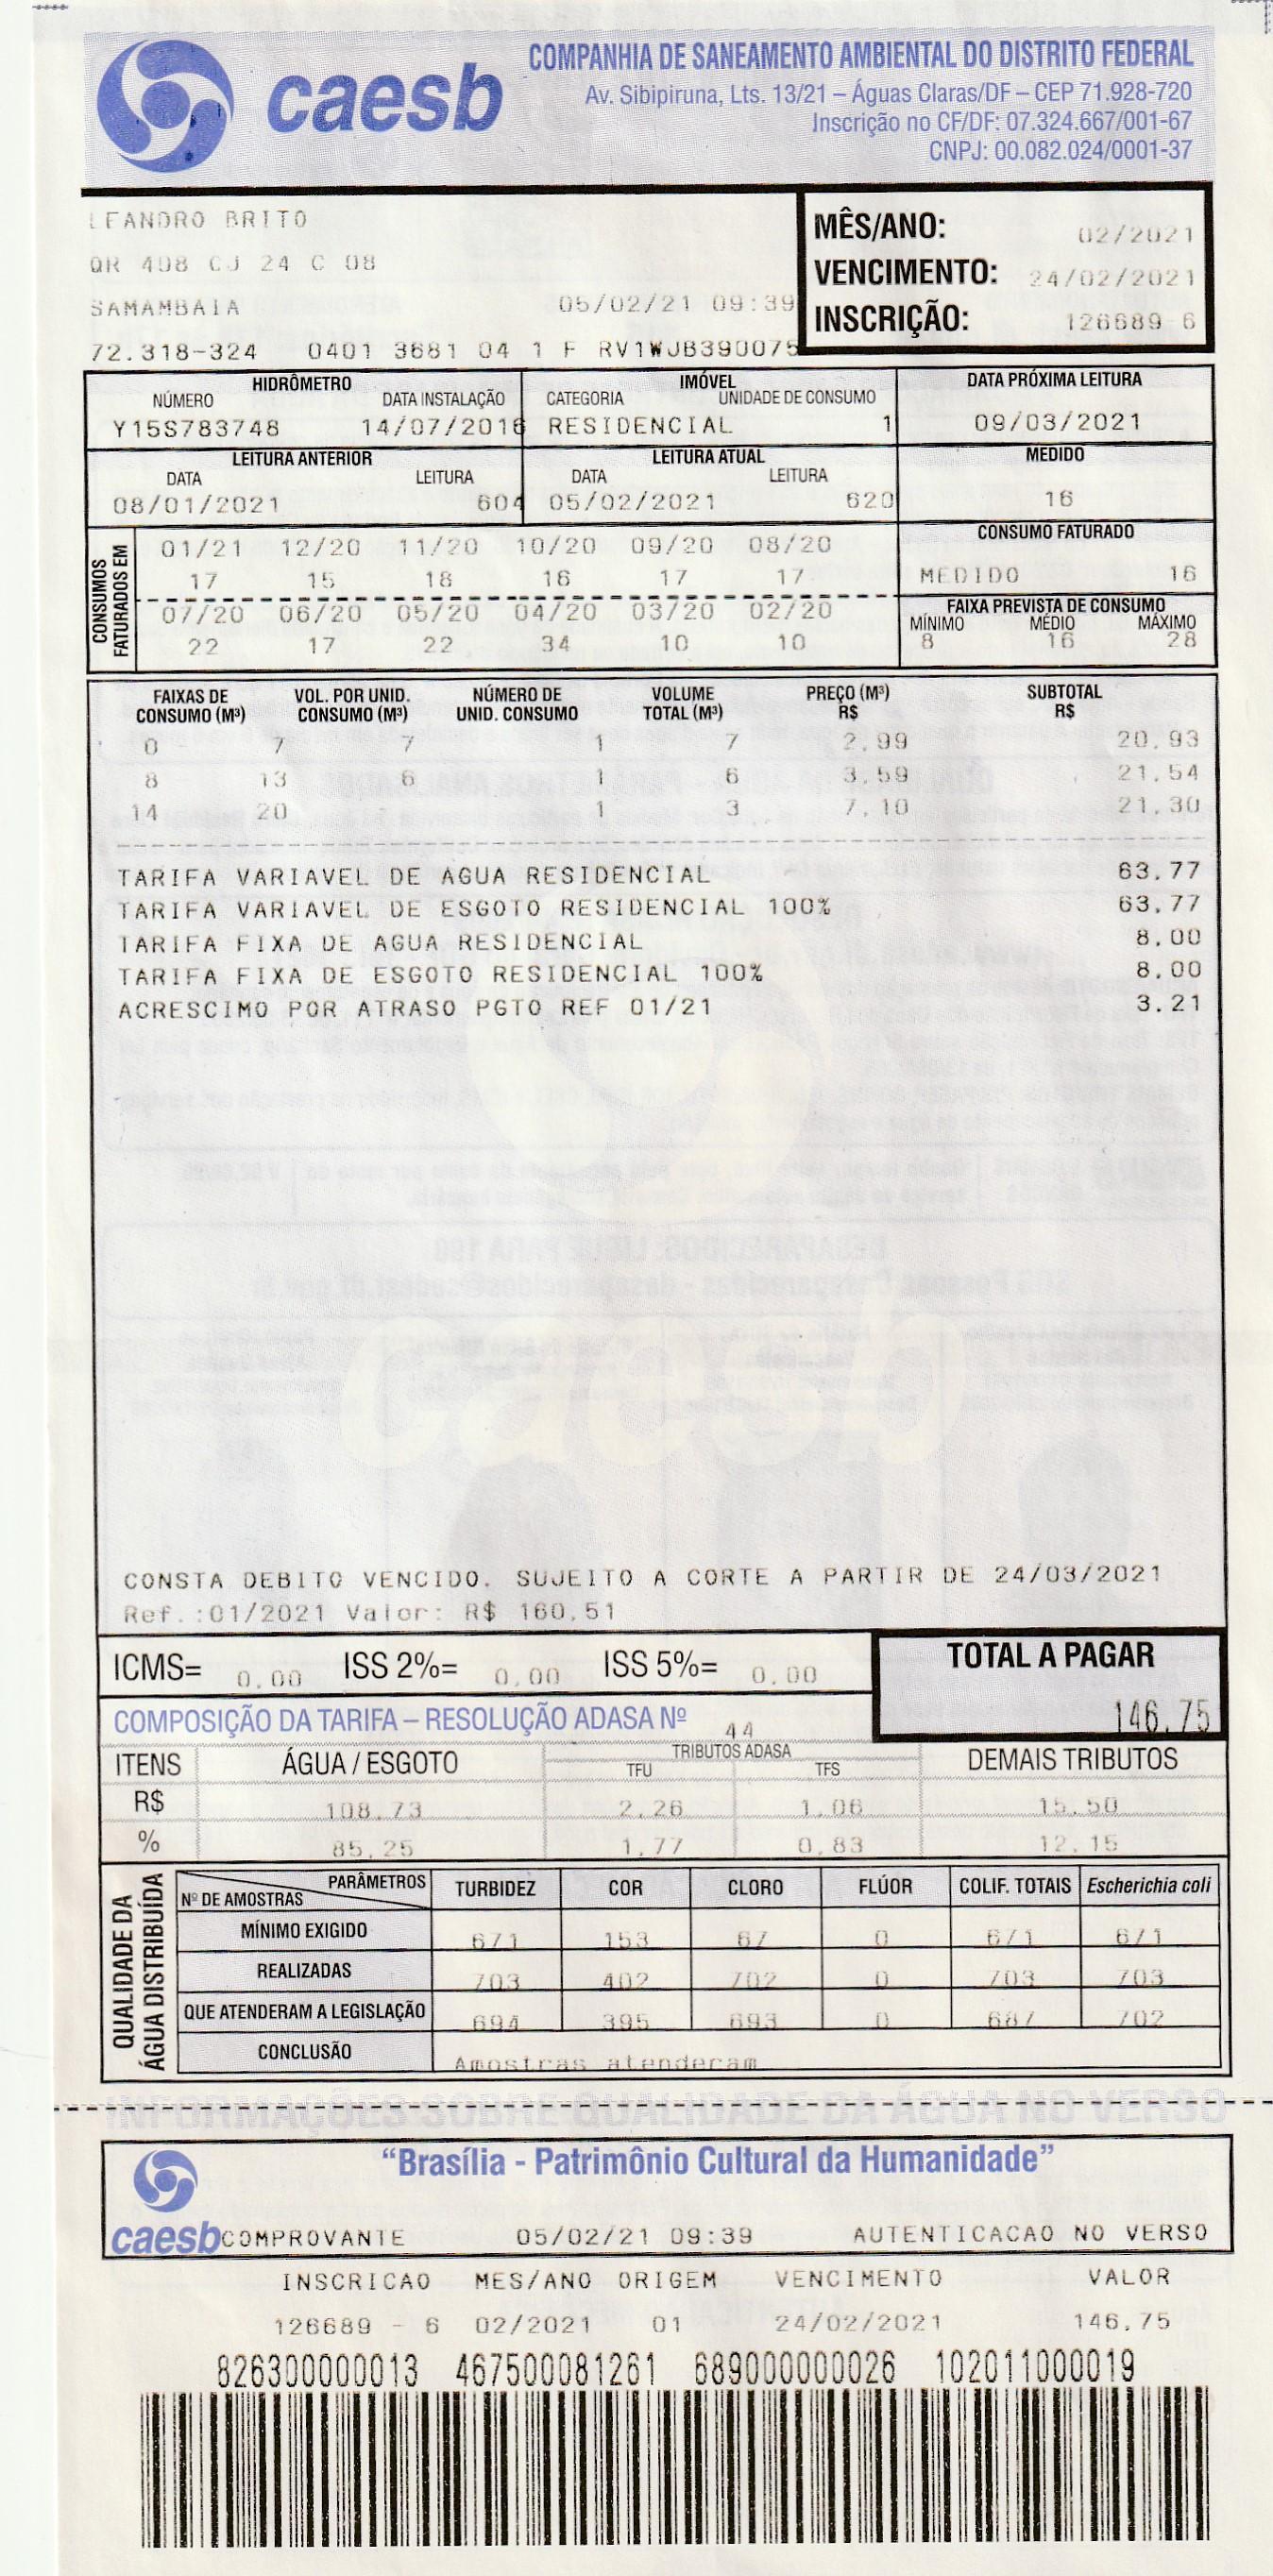 caesb
COMPANHIA DE SANEAMENTO AMBIENTAL DO DISTRITO FEDERAL
Av. Sibipiruna, Lts. 13/21 – Águas Claras/DF – CEP 71.928-720
Inscrição no CF/DF: 07.324.667/001-67
CNPJ: 00.082.024/0001-37
LEANDRO BRITO
QR 408 CJ 24 C 08
SAMAMBAIA 05/02/21 09:39
72.318-324 0401 3681 04 1 F RV1WJB390075
MÊS/ANO: 02/2021
VENCIMENTO: 24/02/2021
INSCRIÇÃO: 126689 6
HIDRÔMETRO IMÓVEL DATA PRÓXIMA LEITURA
NÚMERO DATA INSTALAÇÃO CATEGORIA UNIDADE DE CONSUMO
Y15S783748 14/07/2016 RESIDENCIAL 1 09/03/2021
LEITURA ANTERIOR LEITURA ATUAL MEDIDO
DATA LEITURA DATA LEITURA
08/01/2021 604 05/02/2021 620 16
CONSUMOS FATURADOS EM
01/21 12/20 11/20 10/20 09/20 08/20
17 15 18 16 17 17
07/20 06/20 05/20 04/20 03/20 02/20
22 17 22 34 10 10
CONSUMO FATURADO
MEDIDO 16
FAIXA PREVISTA DE CONSUMO
MÍNIMO MÉDIO MÁXIMO
8 16 28
FAIXAS DE CONSUMO (M³) VOL. POR UNID. CONSUMO (M³) NÚMERO DE UNID. CONSUMO VOLUME TOTAL (M³) PREÇO (M³) R$ SUBTOTAL R$
0 7 7 1 7 2,99 20,93
8 13 6 1 6 3,59 21,54
14 20 1 3 7,10 21,30
TARIFA VARIAVEL DE AGUA RESIDENCIAL 63,77
TARIFA VARIAVEL DE ESGOTO RESIDENCIAL 100% 63,77
TARIFA FIXA DE AGUA RESIDENCIAL 8,00
TARIFA FIXA DE ESGOTO RESIDENCIAL 100% 8,00
ACRESCIMO POR ATRASO PGTO REF 01/21 3.21
CONSTA DEBITO VENCIDO. SUJEITO A CORTE A PARTIR DE 24/03/2021
Ref.:01/2021 Valor: R$ 160,51
ICMS= 0,00 ISS 2%= 0,00 ISS 5%= 0,00
TOTAL A PAGAR
146,75
COMPOSIÇÃO DA TARIFA – RESOLUÇÃO ADASA Nº 44
ITENS ÁGUA / ESGOTO TRIBUTOS ADASA DEMAIS TRIBUTOS
TFU TFS
R$ 108,73 2,26 1,06 15,50
% 85,25 1,77 0,83 12,15
QUALIDADE DA ÁGUA DISTRIBUÍDA
PARÂMETROS TURBIDEZ COR CLORO FLÚOR COLIF. TOTAIS Escherichia coli
Nº DE AMOSTRAS
MÍNIMO EXIGIDO 671 153 67 0 671 671
REALIZADAS 703 402 702 0 703 703
QUE ATENDERAM A LEGISLAÇÃO 694 395 693 0 687 702
CONCLUSÃO Amostras atenderam
INFORMAÇÕES SOBRE QUALIDADE DA ÁGUA NO VERSO
"Brasília - Patrimônio Cultural da Humanidade"
caesb COMPROVANTE 05/02/21 09:39 AUTENTICACAO NO VERSO
INSCRICAO MES/ANO ORIGEM VENCIMENTO VALOR
126689 - 6 02/2021 01 24/02/2021 146,75
826300000013 467500081261 689000000026 102011000019